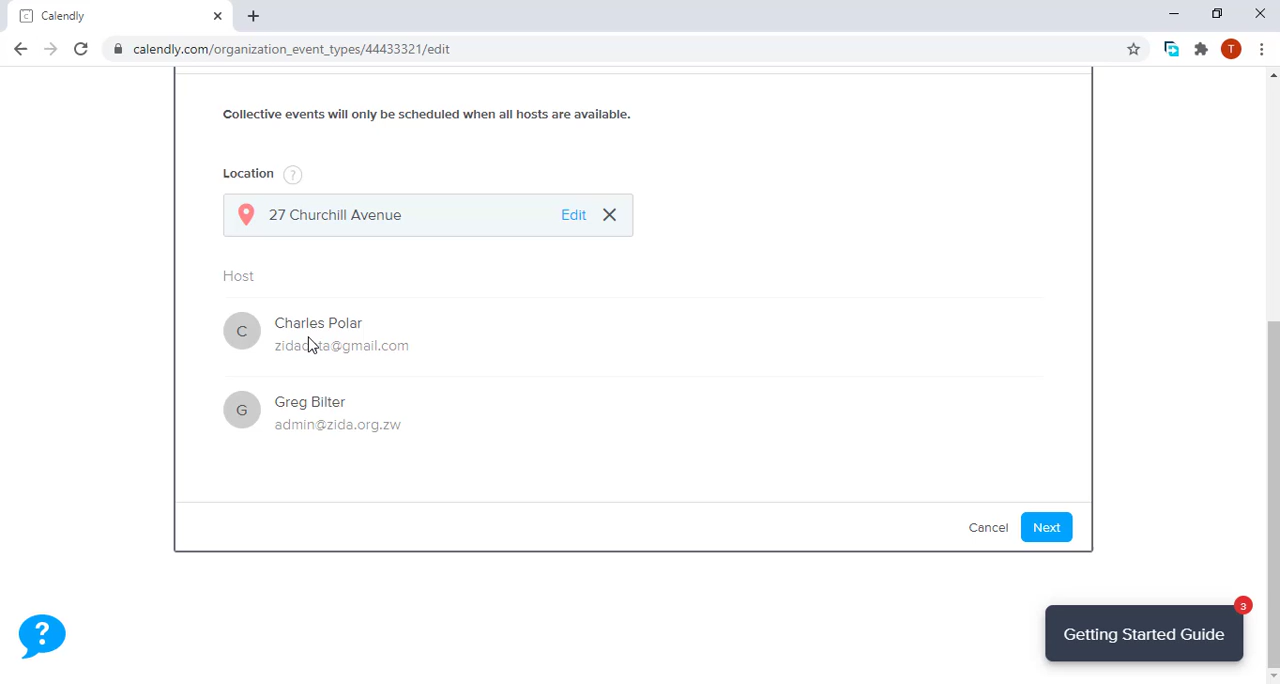 Calendly
calendly.com/organization_event_types/44433321/edit
T
Collective events will only be scheduled when all hosts are available.
Location ?
27 Churchill Avenue Edit
Host
C
Charles Polar
@gmail.com
G
Greg Bilter
admin@zida.org.zw
Cancel Next
?
3
Getting Started Guide